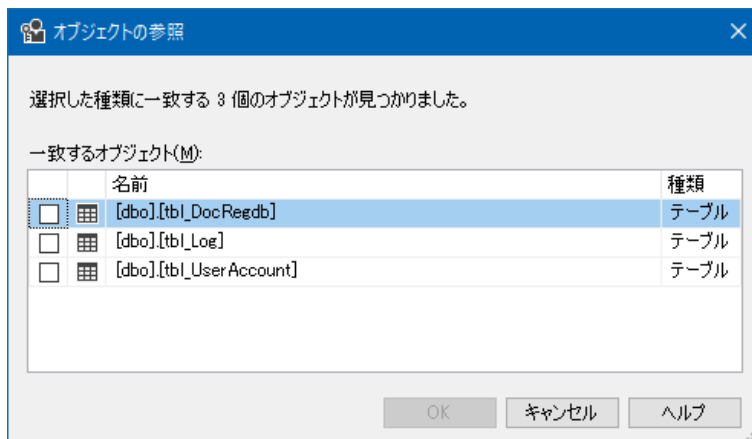 オブジェクトの参照
選択した種類に一致する 3 個のオブジェクトが見つかりました。
一致するオブジェクト(M):
名前 種類
[dbo].[tbl_DocRegdb] テーブル
[dbo].[tbl_Log] テーブル
[dbo].[tbl_UserAccount] テーブル
OK キャンセル ヘルプ